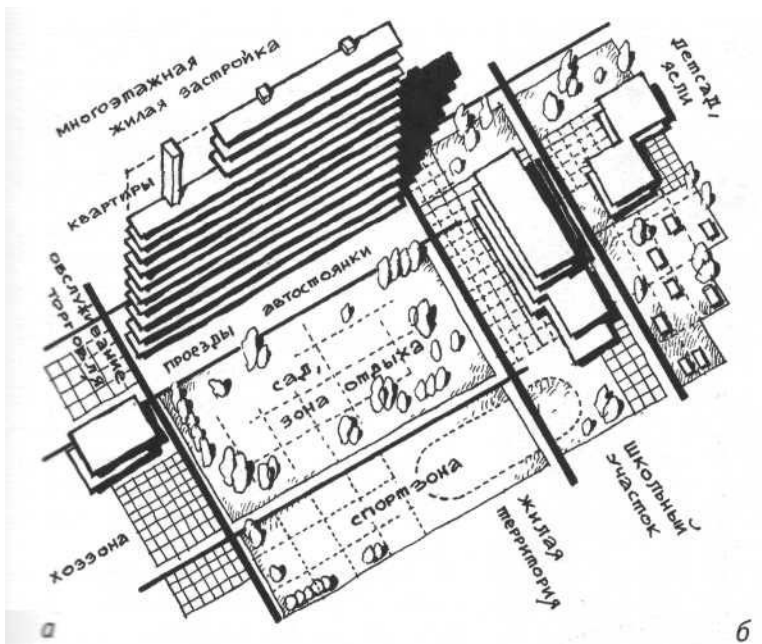 многоэтажная
жилая застройка
квартиры
обслуживание
торговля
проезды автостоянки
сад,
зона отдыха
спортзона
хоззона
жилая
территория
школьный
участок
детсад,
ясли
а
б